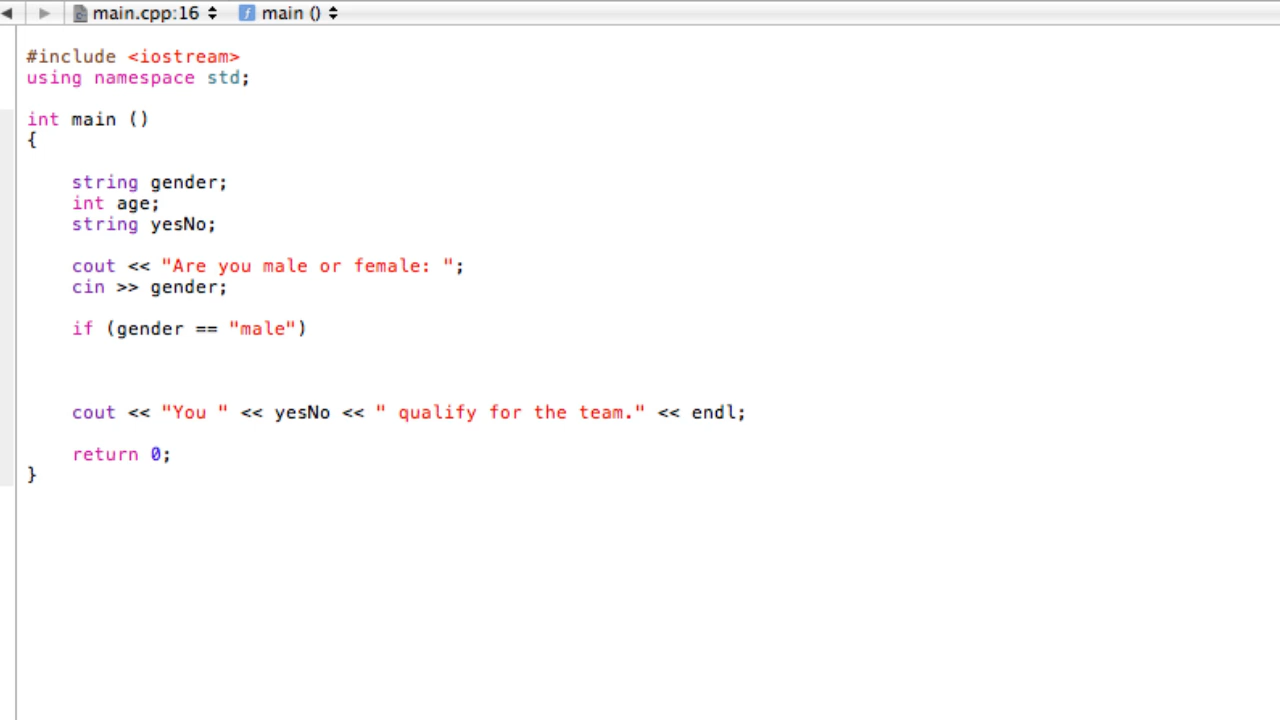 main.cpp:16 main ()
#include <iostream>
using namespace std;
int main ()
{
string gender;
int age;
string yesNo;
cout << "Are you male or female: ";
cin >> gender;
if (gender == "male")
cout << "You " << yesNo << " qualify for the team." << endl;
return 0;
}